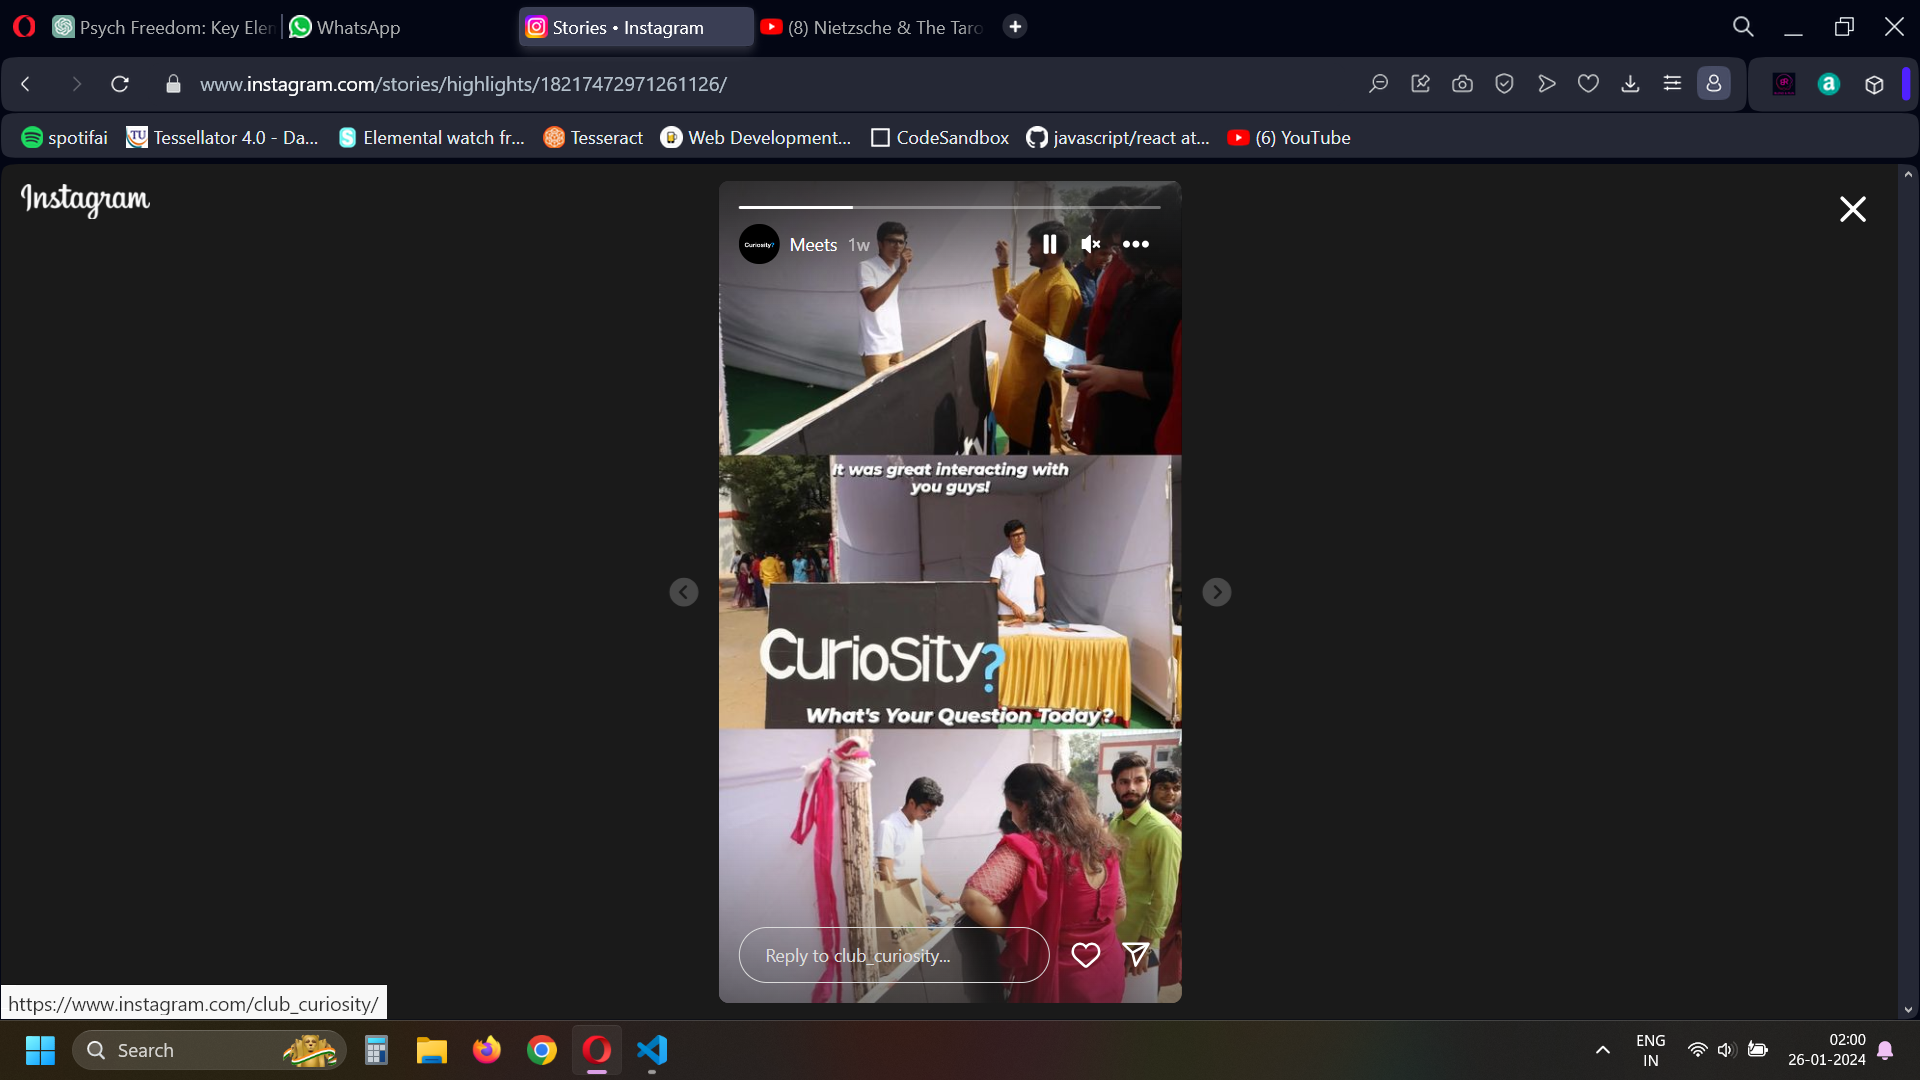 Psych Freedom: Key Elen
WhatsApp
Stories • Instagram
(8) Nietzsche & The Taro
www.instagram.com/stories/highlights/18217472971261126/
spotifai
TU
Tessellator 4.0 - Da...
Elemental watch fr...
Tesseract
Web Development...
CodeSandbox
javascript/react at...
(6) YouTube
Instagram
Curiosity?
Meets 1w
It was great interacting with
you guys!
Curiosity?
What's Your Question Today?
Reply to club_curiosity...
https://www.instagram.com/club_curiosity/
Search
ENG
IN
02:00
26-01-2024